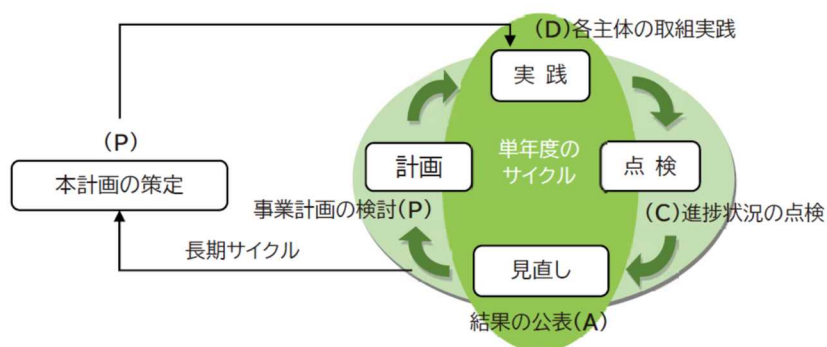 (D)各主体の取組実践
実 践
(P)
本計画の策定
計画
単年度の
サイクル
点 検
事業計画の検討(P)
(C)進捗状況の点検
長期サイクル
見直し
結果の公表(A)